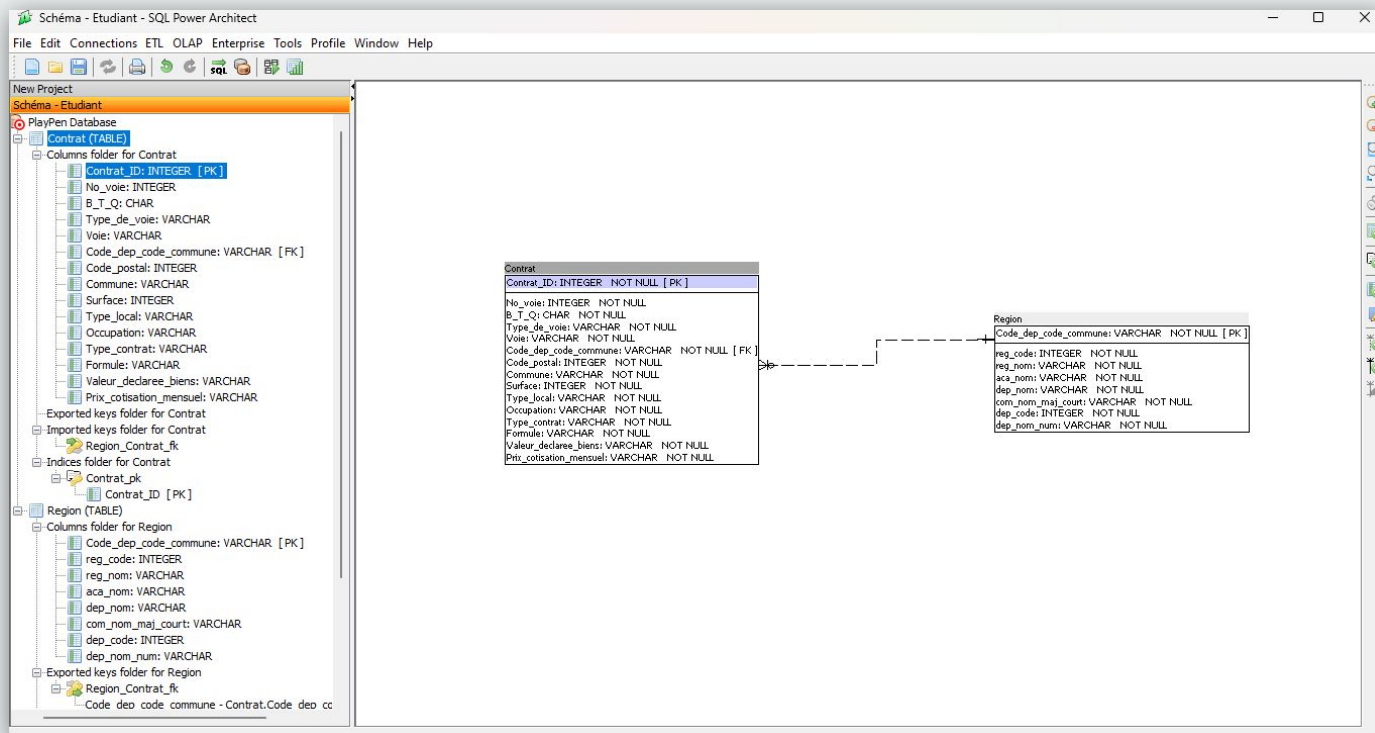 Schéma - Etudiant - SQL Power Architect
File Edit Connections ETL OLAP Enterprise Tools Profile Window Help
SQL
New Project
Schéma - Etudiant
PlayPen Database
Contrat (TABLE)
Columns folder for Contrat
Contrat_ID: INTEGER [ PK ]
No_voie: INTEGER
B_T_Q: CHAR
Type_de_voie: VARCHAR
Voie: VARCHAR
Code_dep_code_commune: VARCHAR [ FK ]
Code_postal: INTEGER
Commune: VARCHAR
Surface: INTEGER
Type_local: VARCHAR
Occupation: VARCHAR
Type_contrat: VARCHAR
Formule: VARCHAR
Valeur_declaree_biens: VARCHAR
Prix_cotisation_mensuel: VARCHAR
Exported keys folder for Contrat
Imported keys folder for Contrat
Region_Contrat_fk
Indices folder for Contrat
Contrat_pk
Contrat_ID [ PK ]
Region (TABLE)
Columns folder for Region
Code_dep_code_commune: VARCHAR [ PK ]
reg_code: INTEGER
reg_nom: VARCHAR
aca_nom: VARCHAR
dep_nom: VARCHAR
com_nom_maj_court: VARCHAR
dep_code: INTEGER
dep_nom_num: VARCHAR
Exported keys folder for Region
Region_Contrat_fk
Code_dep_code_commune - Contrat.Code_dep_co
Contrat
Contrat_ID: INTEGER NOT NULL [ PK ]
No_voie: INTEGER NOT NULL
B_T_Q: CHAR NOT NULL
Type_de_voie: VARCHAR NOT NULL
Voie: VARCHAR NOT NULL
Code_dep_code_commune: VARCHAR NOT NULL [ FK ]
Code_postal: INTEGER NOT NULL
Commune: VARCHAR NOT NULL
Surface: INTEGER NOT NULL
Type_local: VARCHAR NOT NULL
Occupation: VARCHAR NOT NULL
Type_contrat: VARCHAR NOT NULL
Formule: VARCHAR NOT NULL
Valeur_declaree_biens: VARCHAR NOT NULL
Prix_cotisation_mensuel: VARCHAR NOT NULL
Region
Code_dep_code_commune: VARCHAR NOT NULL [ PK ]
reg_code: INTEGER NOT NULL
reg_nom: VARCHAR NOT NULL
aca_nom: VARCHAR NOT NULL
dep_nom: VARCHAR NOT NULL
com_nom_maj_court: VARCHAR NOT NULL
dep_code: INTEGER NOT NULL
dep_nom_num: VARCHAR NOT NULL